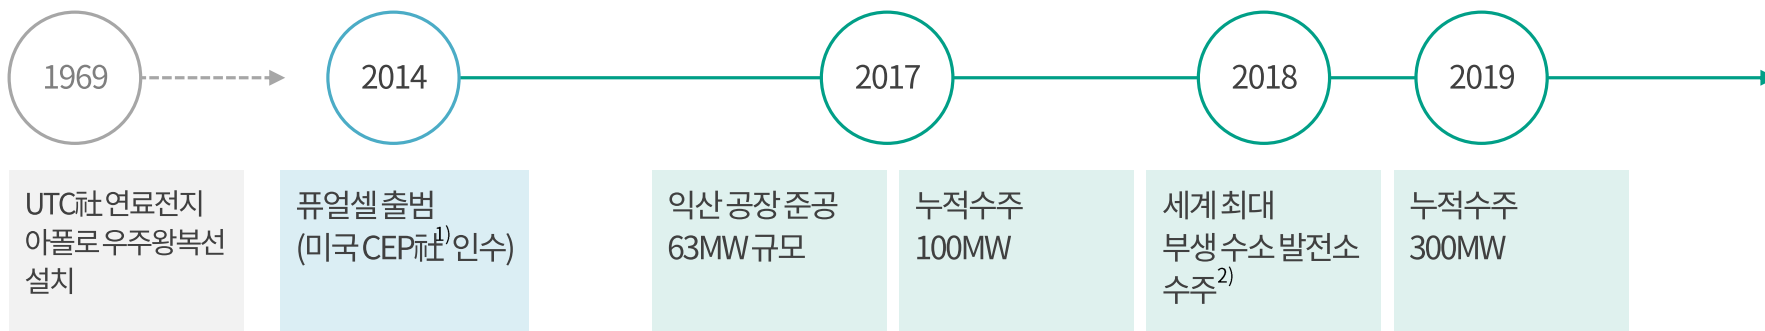 1969
2014
2017
2018
2019
UTC社 연료전지
아폴로 우주왕복선
설치
퓨얼셀 출범
(미국 CEP社1) 인수)
익산 공장 준공
63MW 규모
누적수주
100MW
세계 최대
부생 수소 발전소
수주2)
누적수주
300MW